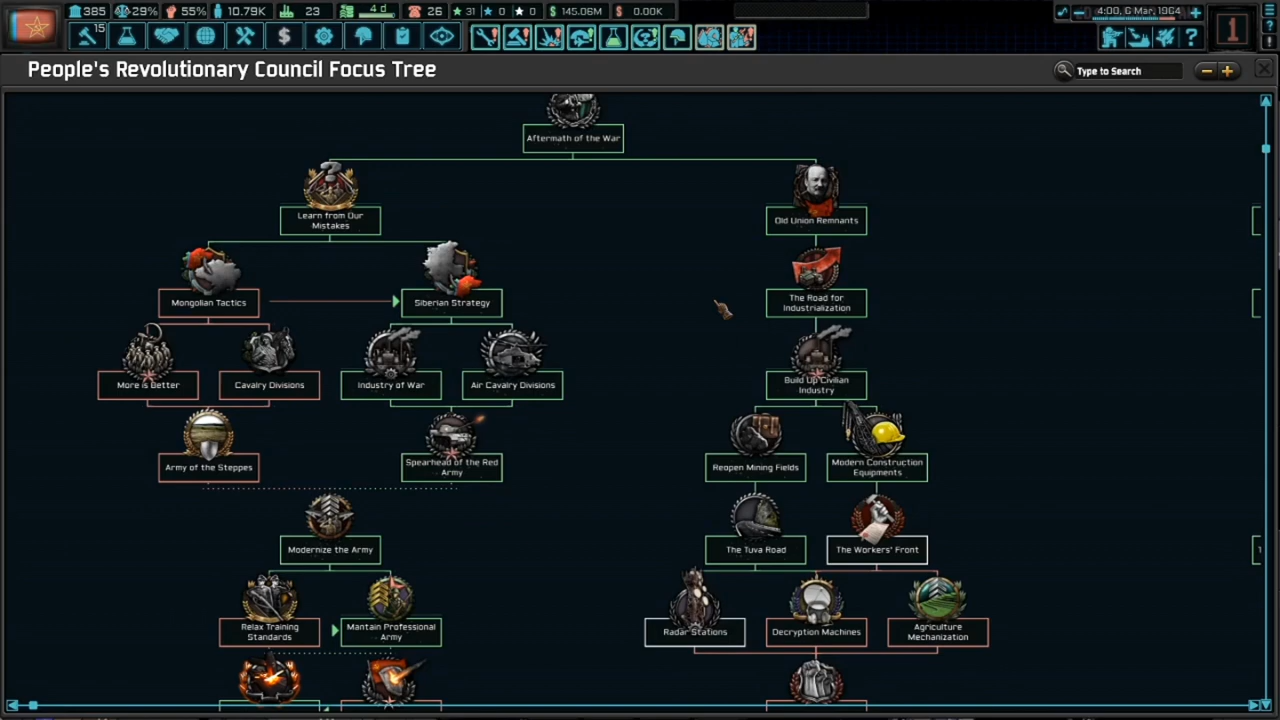 385
29%
55%
10.79K
23
4 d
26
31
0
0
145.06M
0.00K
4:00, 6 Mar, 1964
15
1
People's Revolutionary Council Focus Tree
Type to Search
Aftermath of the War
Learn from Our
Mistakes
Old Union Remnants
Mongolian Tactics
Siberian Strategy
The Road for
Industrialization
More is Better
Cavalry Divisions
Industry of War
Air Cavalry Divisions
Build Up Civilian
Industry
Army of the Steppes
Spearhead of the Red
Army
Reopen Mining Fields
Modern Construction
Equipments
Modernize the Army
The Tuva Road
The Workers' Front
Relax Training
Standards
Mantain Professional
Army
Radar Stations
Decryption Machines
Agriculture
Mechanization